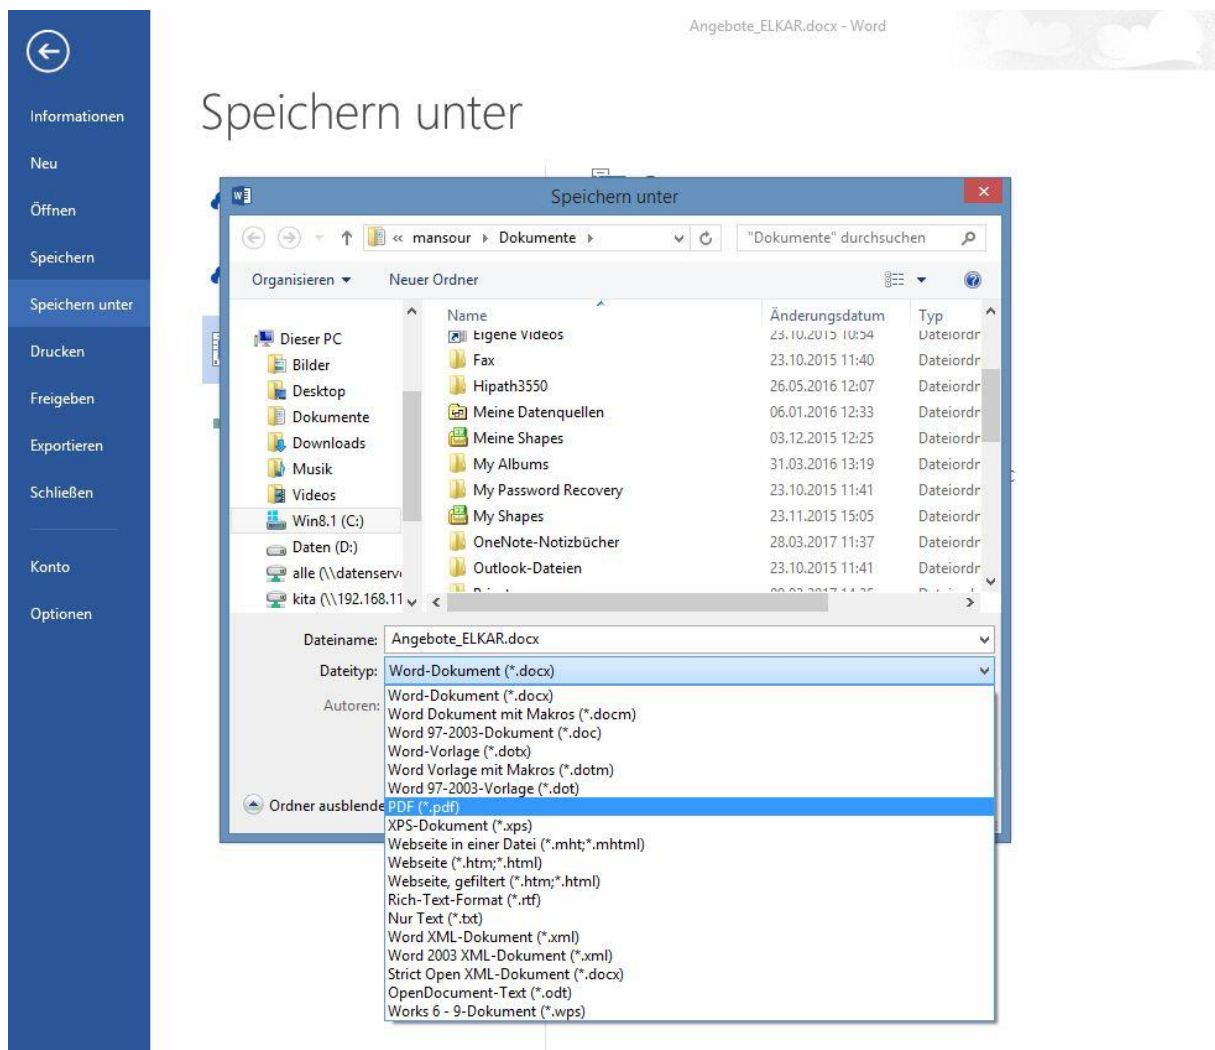 Angebote_ELKAR.docx - Word
Informationen
Neu
Öffnen
Speichern
Speichern unter
Drucken
Freigeben
Exportieren
Schließen
Konto
Optionen
Speichern unter
Speichern unter
« mansour Dokumente
"Dokumente" durchsuchen
Organisieren Neuer Ordner
Dieser PC
Bilder
Desktop
Dokumente
Downloads
Musik
Videos
Win8.1 (C:)
Daten (D:)
alle (\\datenserv
kita (\\192.168.11
Name Änderungsdatum Typ
Eigene Videos 23.10.2015 10:54 Dateiordr
Fax 23.10.2015 11:40 Dateiordr
Hipath3550 26.05.2016 12:07 Dateiordr
Meine Datenquellen 06.01.2016 12:33 Dateiordr
Meine Shapes 03.12.2015 12:25 Dateiordr
My Albums 31.03.2016 13:19 Dateiordr
My Password Recovery 23.10.2015 11:41 Dateiordr
My Shapes 23.11.2015 15:05 Dateiordr
OneNote-Notizbücher 28.03.2017 11:37 Dateiordr
Outlook-Dateien 23.10.2015 11:41 Dateiordr
Dateiname: Angebote_ELKAR.docx
Dateityp: Word-Dokument (*.docx)
Autoren:
Word-Dokument (*.docx)
Word Dokument mit Makros (*.docm)
Word 97-2003-Dokument (*.doc)
Word-Vorlage (*.dotx)
Word Vorlage mit Makros (*.dotm)
Word 97-2003-Vorlage (*.dot)
Ordner ausblende
PDF (*.pdf)
XPS-Dokument (*.xps)
Webseite in einer Datei (*.mht;*.mhtml)
Webseite (*.htm;*.html)
Webseite, gefiltert (*.htm;*.html)
Rich-Text-Format (*.rtf)
Nur Text (*.txt)
Word XML-Dokument (*.xml)
Word 2003 XML-Dokument (*.xml)
Strict Open XML-Dokument (*.docx)
OpenDocument-Text (*.odt)
Works 6 - 9-Dokument (*.wps)